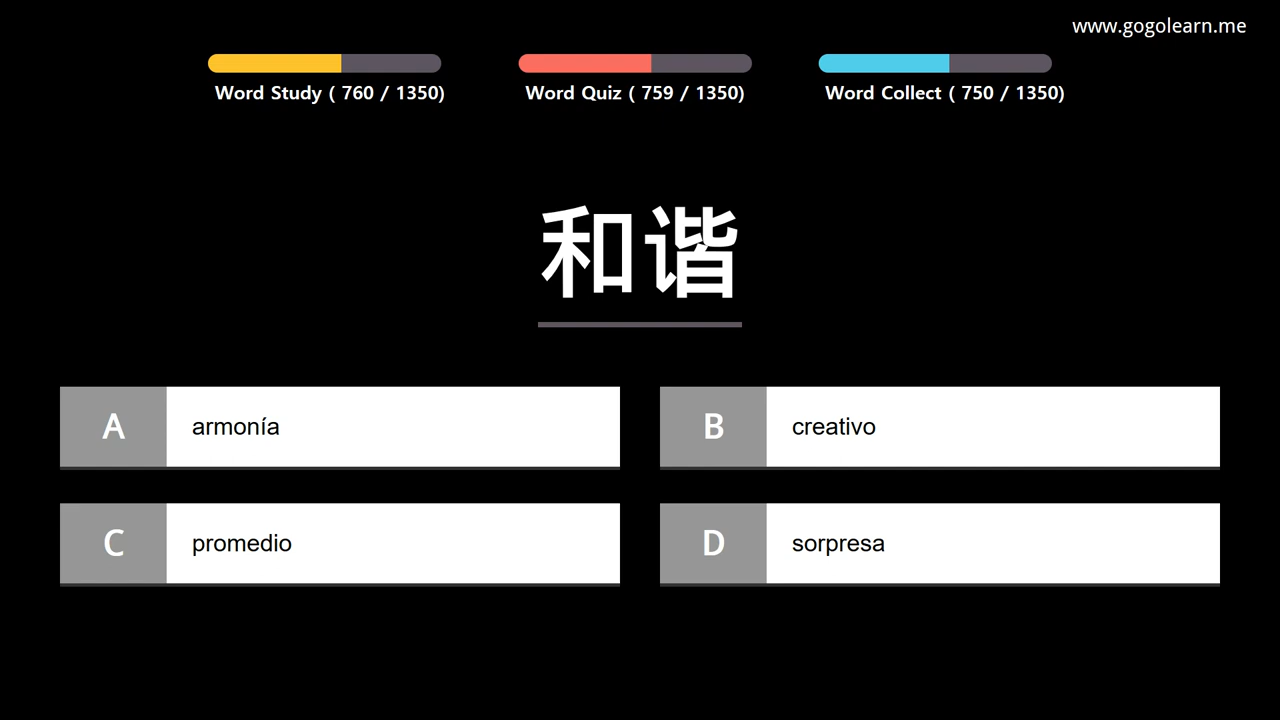 www.gogolearn.me
Word Study ( 760 / 1350)
Word Quiz ( 759 / 1350)
Word Collect ( 750 / 1350)
和谐
A armonía
B creativo
C promedio
D sorpresa